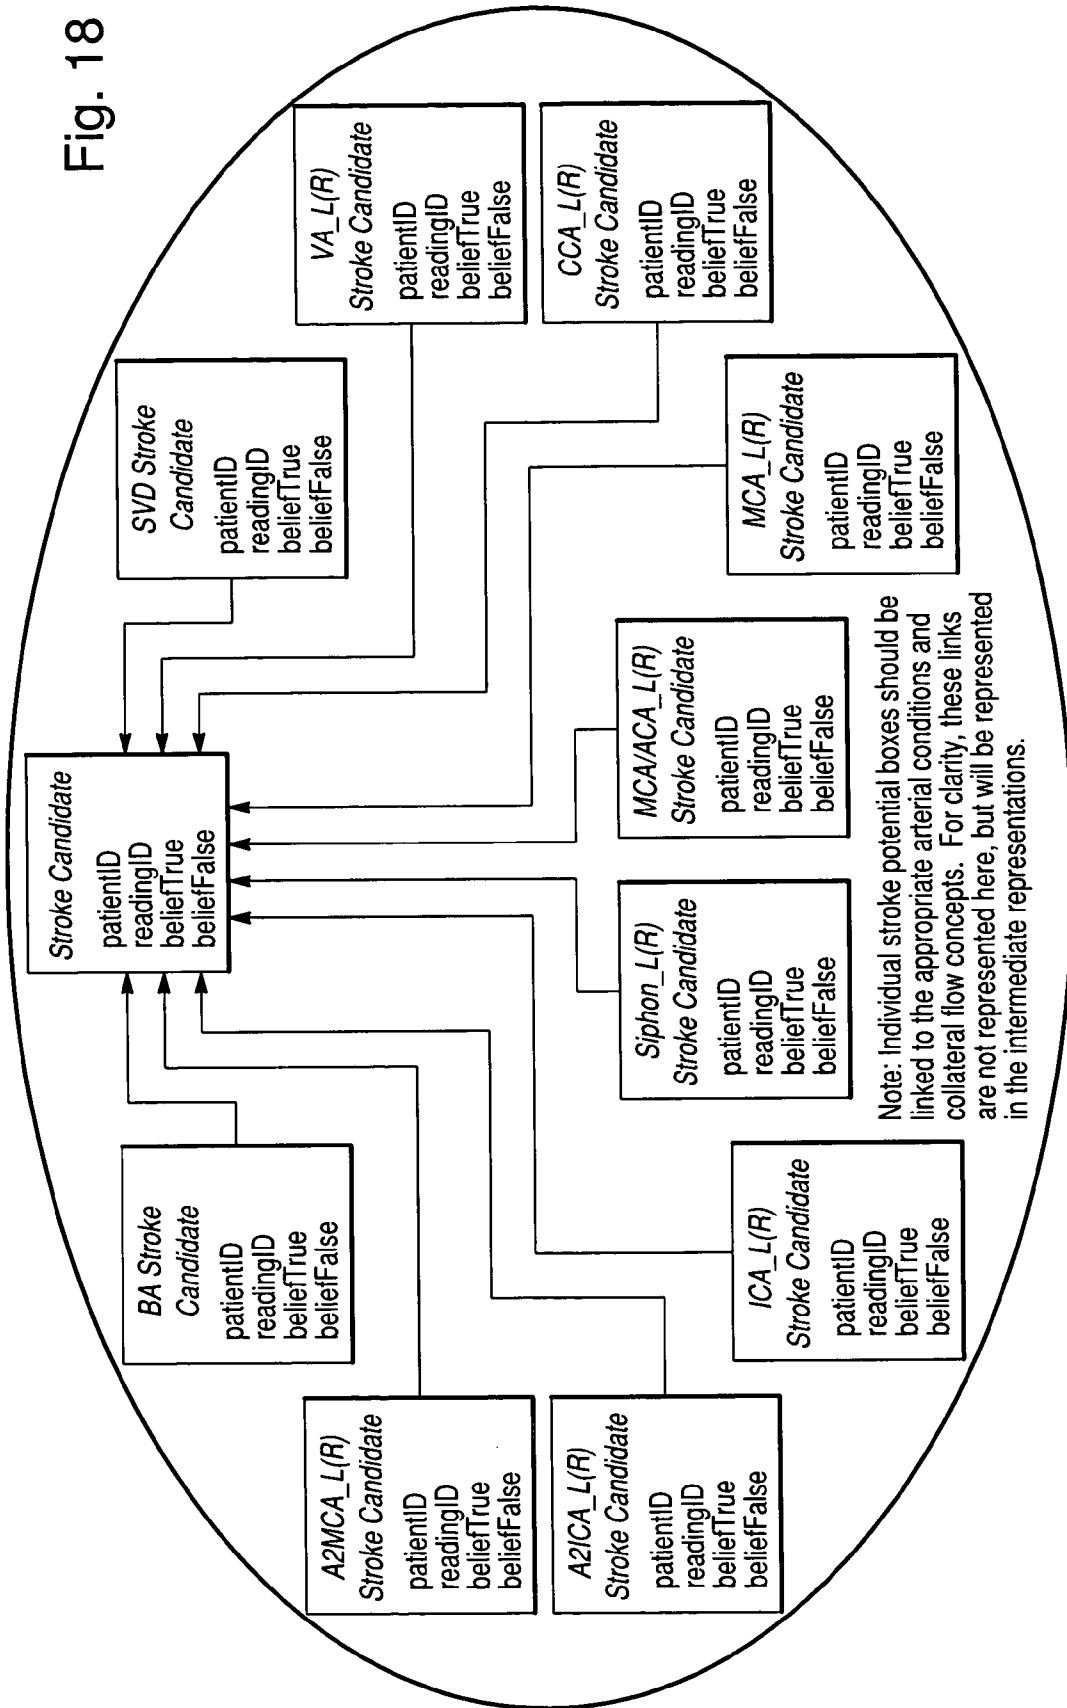 Fig. 18
Stroke Candidate
patientID
readingID
beliefTrue
beliefFalse
BA Stroke
Candidate
patientID
readingID
beliefTrue
beliefFalse
SVD Stroke
Candidate
patientID
readingID
beliefTrue
beliefFalse
A2MCA_L(R)
Stroke Candidate
patientID
readingID
beliefTrue
beliefFalse
VA_L(R)
Stroke Candidate
patientID
readingID
beliefTrue
beliefFalse
A2ICA_L(R)
Stroke Candidate
patientID
readingID
beliefTrue
beliefFalse
CCA_L(R)
Stroke Candidate
patientID
readingID
beliefTrue
beliefFalse
ICA_L(R)
Stroke Candidate
patientID
readingID
beliefTrue
beliefFalse
Siphon_L(R)
Stroke Candidate
patientID
readingID
beliefTrue
beliefFalse
MCA/ACA_L(R)
Stroke Candidate
patientID
readingID
beliefTrue
beliefFalse
MCA_L(R)
Stroke Candidate
patientID
readingID
beliefTrue
beliefFalse
Note: Individual stroke potential boxes should be
linked to the appropriate arterial conditions and
collateral flow concepts. For clarity, these links
are not represented here, but will be represented
in the intermediate representations.